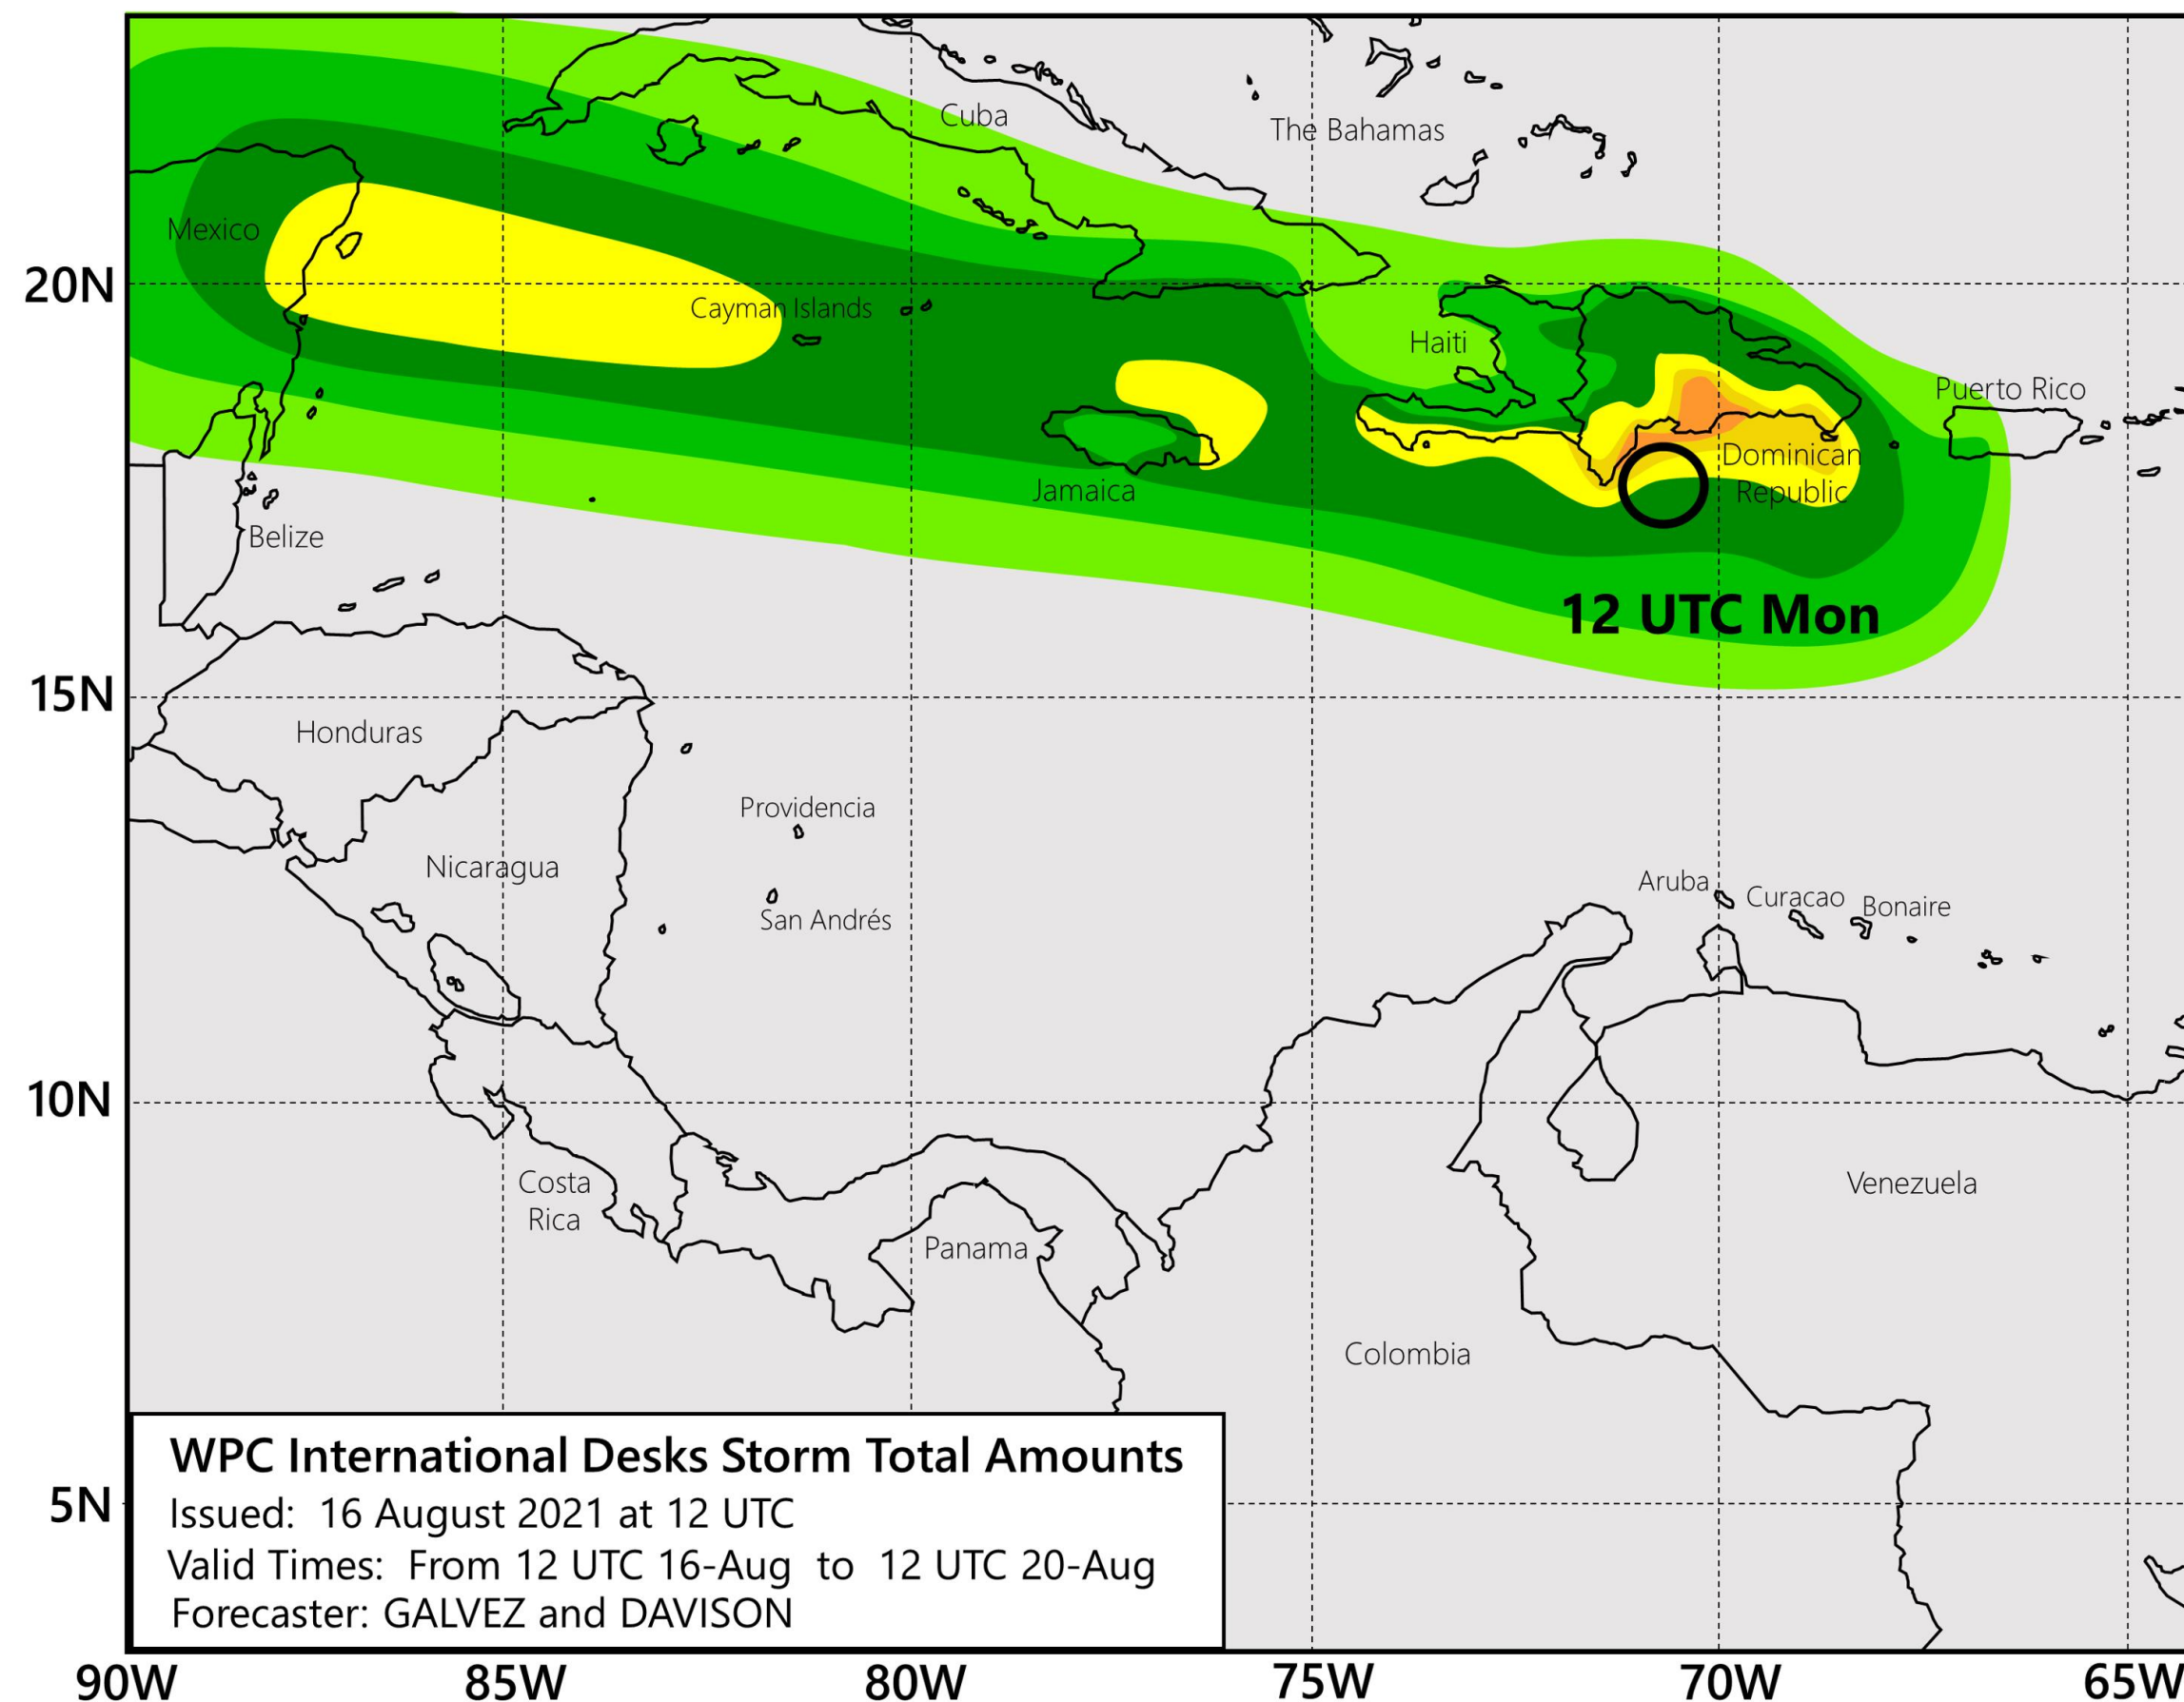 Cuba
The Bahamas
Mexico
20N
Cayman Islands
Haiti
Puerto Rico
Dominican
Republic
Jamaica
Belize
12 UTC Mon
15N
Honduras
Providencia
Nicaragua
San Andrés
Aruba
Curacao
Bonaire
10N
Costa
Rica
Panama
Venezuela
Colombia
WPC International Desks Storm Total Amounts
Issued: 16 August 2021 at 12 UTC
5N
Valid Times: From 12 UTC 16-Aug to 12 UTC 20-Aug
Forecaster: GALVEZ and DAVISON
90W 85W 80W 75W 70W 65W